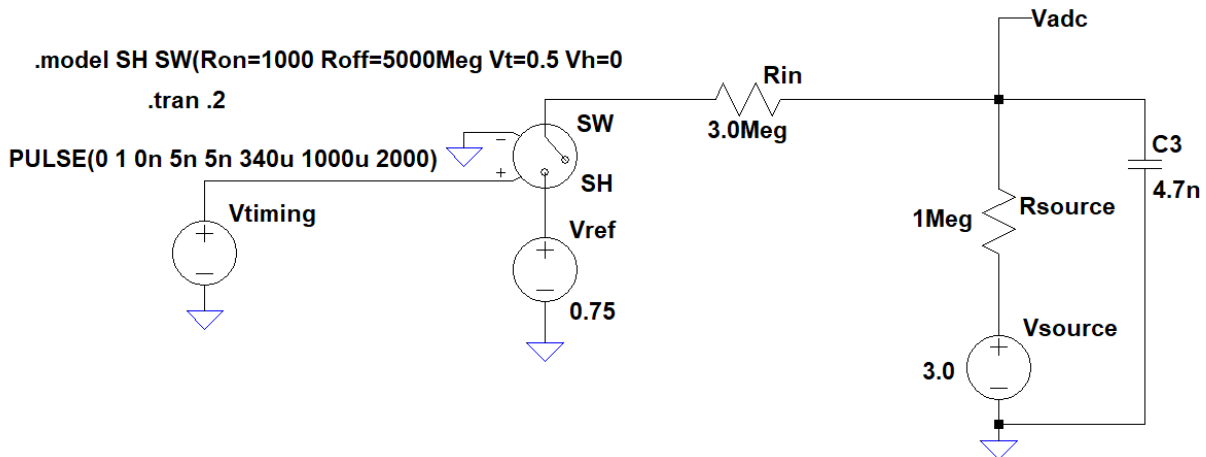 Vadc
.model SH SW(Ron=1000 Roff=5000Meg Vt=0.5 Vh=0
.tran .2
Rin
3.0Meg
SW
PULSE(0 1 0n 5n 5n 340u 1000u 2000)
SH
C3
4.7n
Vtiming
Vref
0.75
1Meg
Rsource
Vsource
3.0